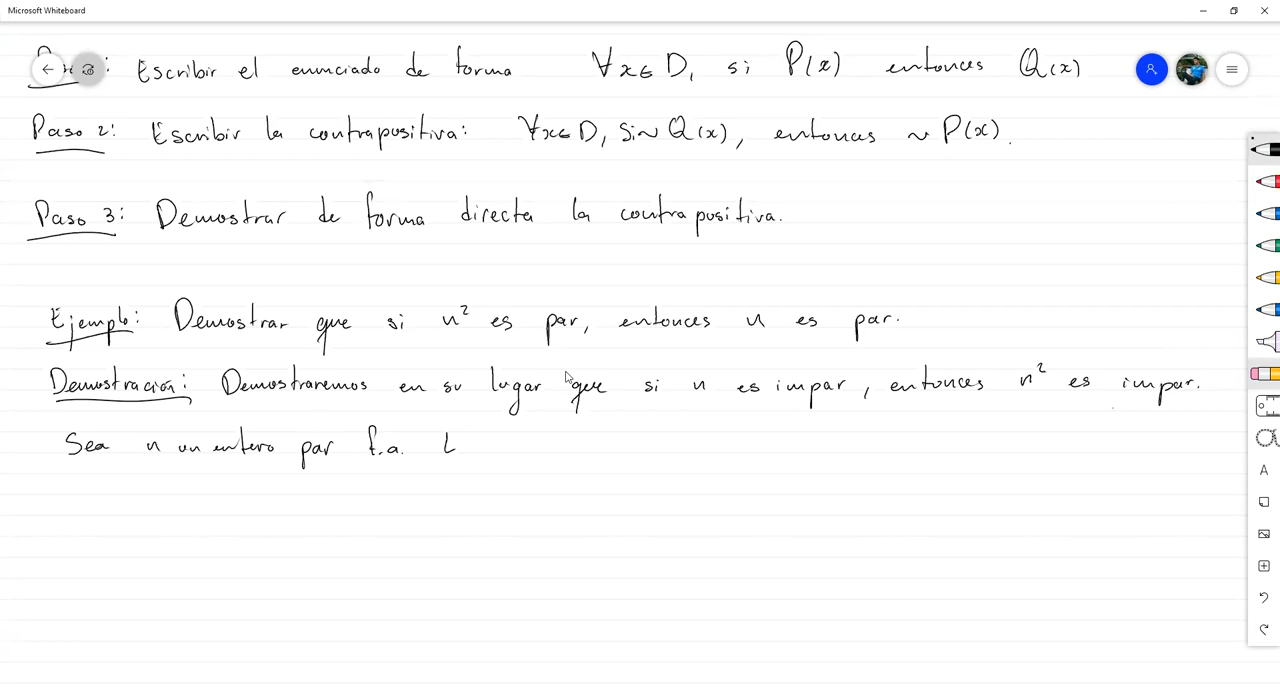 Microsoft Whiteboard
: Escribir el enunciado de forma ∀x∈D, si P(x) entonces Q(x)
Paso 2: Escribir la contrapositiva: ∀x∈D, si ~Q(x), entonces ~P(x).
Paso 3: Demostrar de forma directa la contrapositiva.
Ejemplo: Demostrar que si n² es par, entonces n es par.
Demostración: Demostraremos en su lugar que si n es impar, entonces n² es impar.
Sea n un entero par f.a. L
A